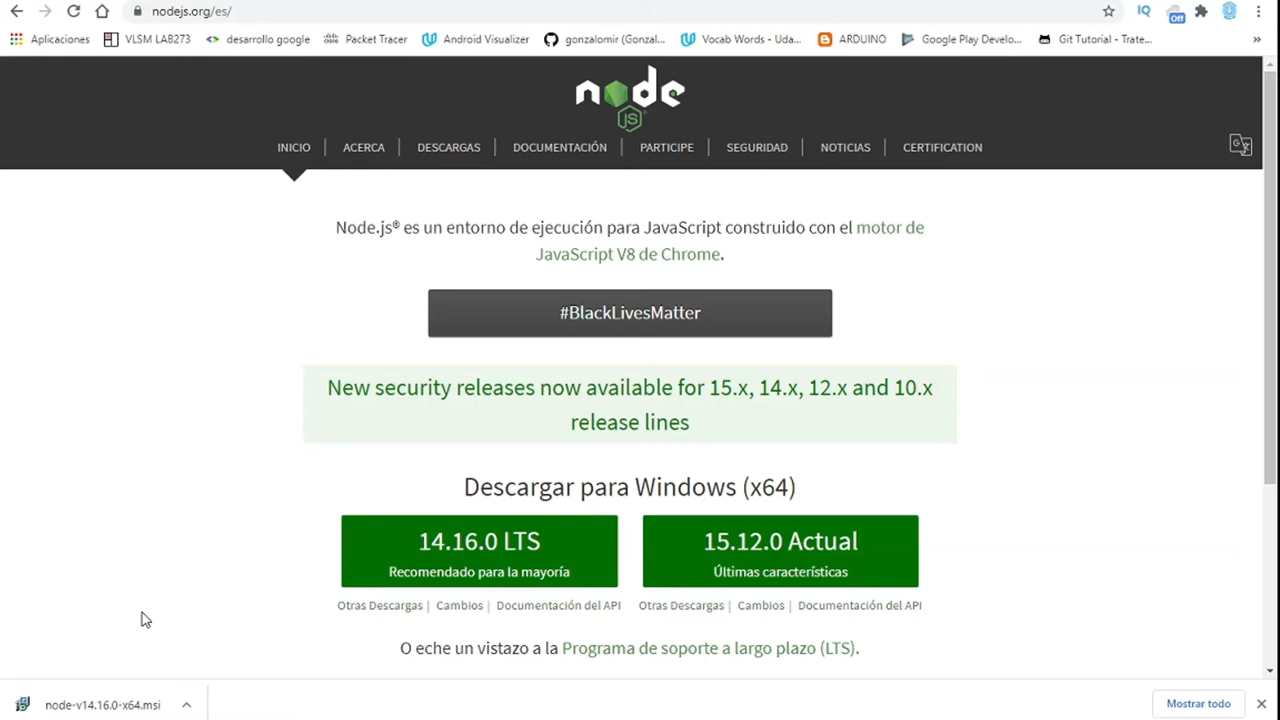 nodejs.org/es/
IQ
Off
Aplicaciones
VLSM LAB273
desarrollo google
Packet Tracer
Android Visualizer
gonzalomir (Gonzal...
Vocab Words - Uda...
ARDUINO
Google Play Develo...
Git Tutorial - Trate...
»
node
JS
INICIO | ACERCA | DESCARGAS | DOCUMENTACIÓN | PARTICIPE | SEGURIDAD | NOTICIAS | CERTIFICATION
Node.js® es un entorno de ejecución para JavaScript construido con el motor de
JavaScript V8 de Chrome.
#BlackLivesMatter
New security releases now available for 15.x, 14.x, 12.x and 10.x
release lines
Descargar para Windows (x64)
14.16.0 LTS
Recomendado para la mayoría
15.12.0 Actual
Últimas características
Otras Descargas | Cambios | Documentación del API
Otras Descargas | Cambios | Documentación del API
O eche un vistazo a la Programa de soporte a largo plazo (LTS).
node-v14.16.0-x64.msi
Mostrar todo